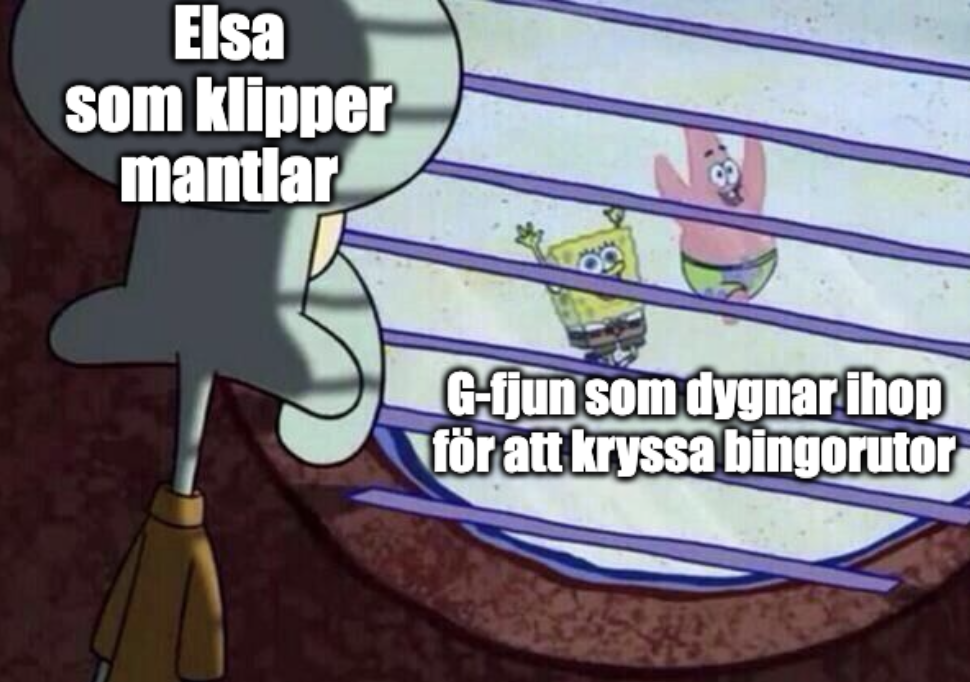 Elsa
som klipper
mantlar
G-fjun som dygnar ihop
för att kryssa bingorutor